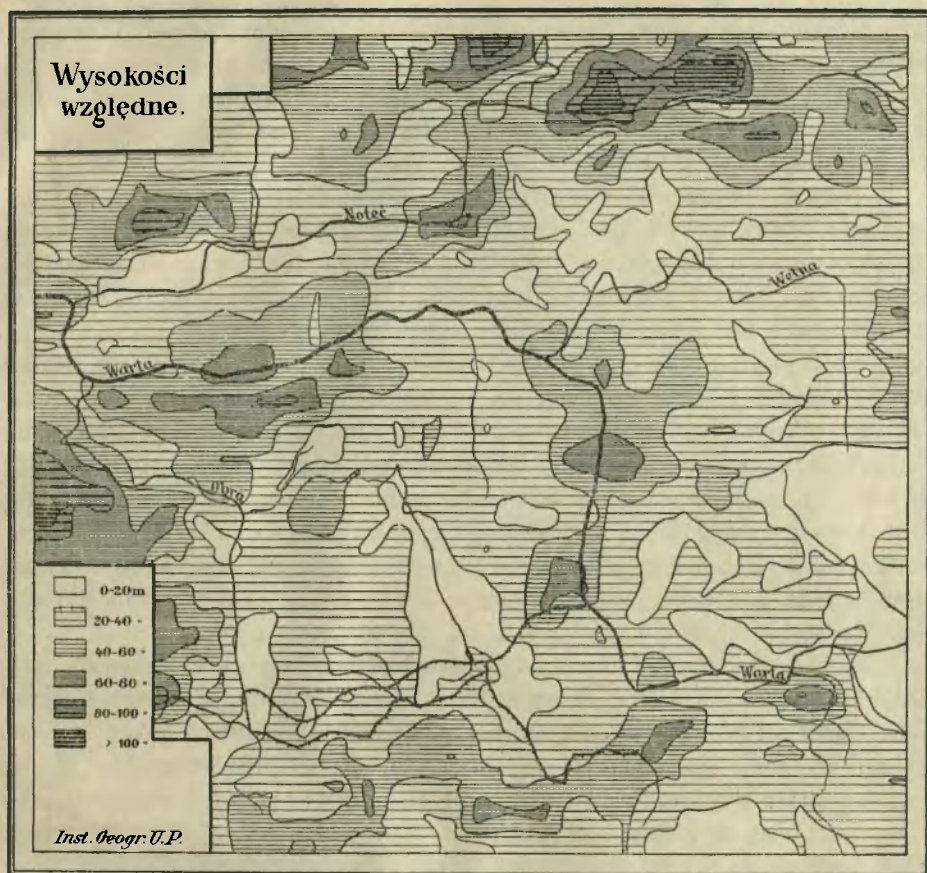 Wysokości
względne.
Noteć
Wełna
Warta
Obra
0-20m
20-40 -
40-60 -
60-80 -
80-100 -
> 100 -
Warta
Inst. Geogr. U.P.